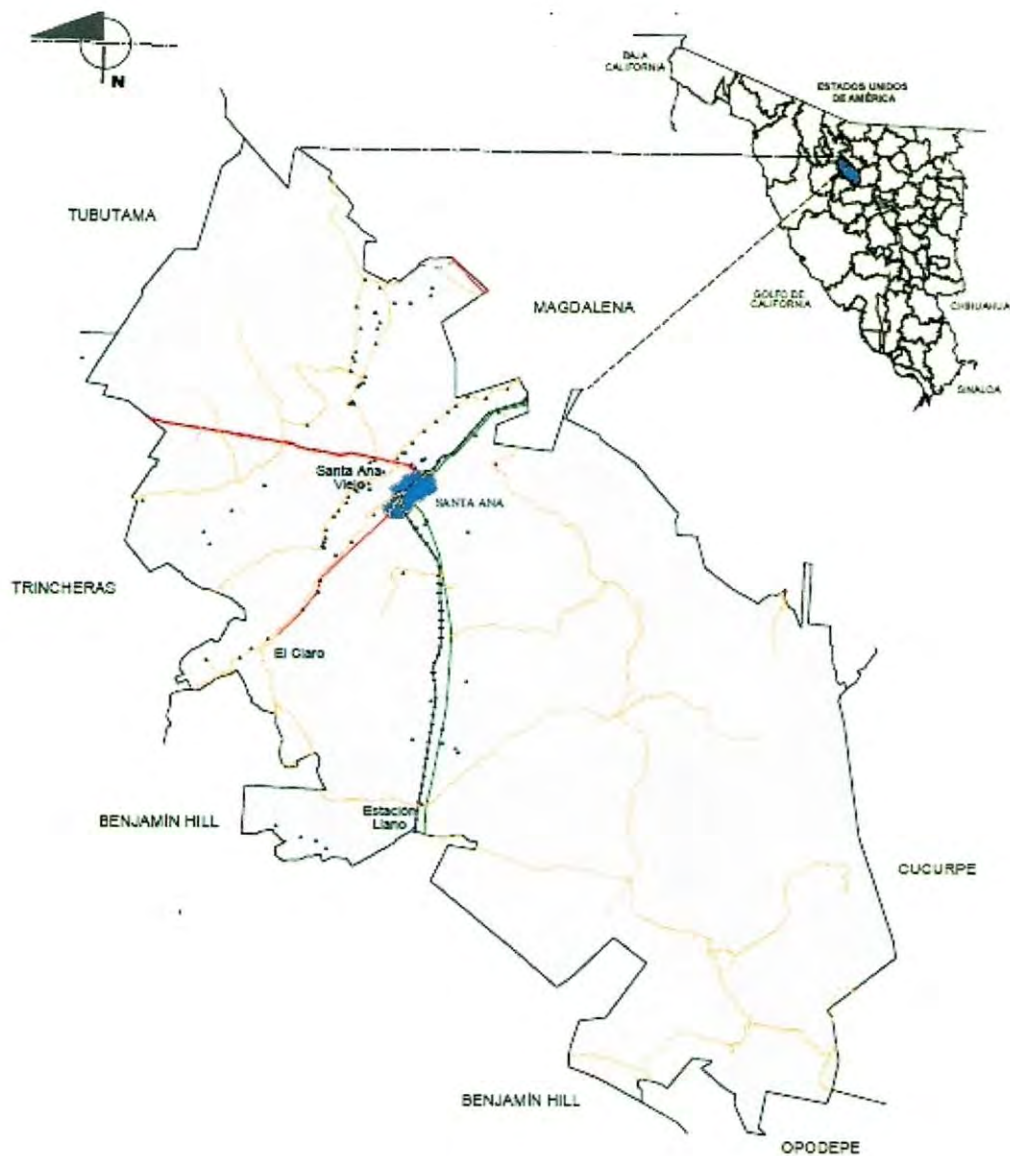 N
BAJA
CALIFORNIA
ESTADOS UNIDOS
DE AMÉRICA
TUBUTAMA
MAGDALENA
GOLFO DE
CALIFORNIA
CHIHUAHUA
SINALOA
Santa Ana
Viejo
SANTA ANA
TRINCHERAS
El Claro
BENJAMÍN HILL
Estación
Llano
CUCURPE
BENJAMÍN HILL
OPODEPE